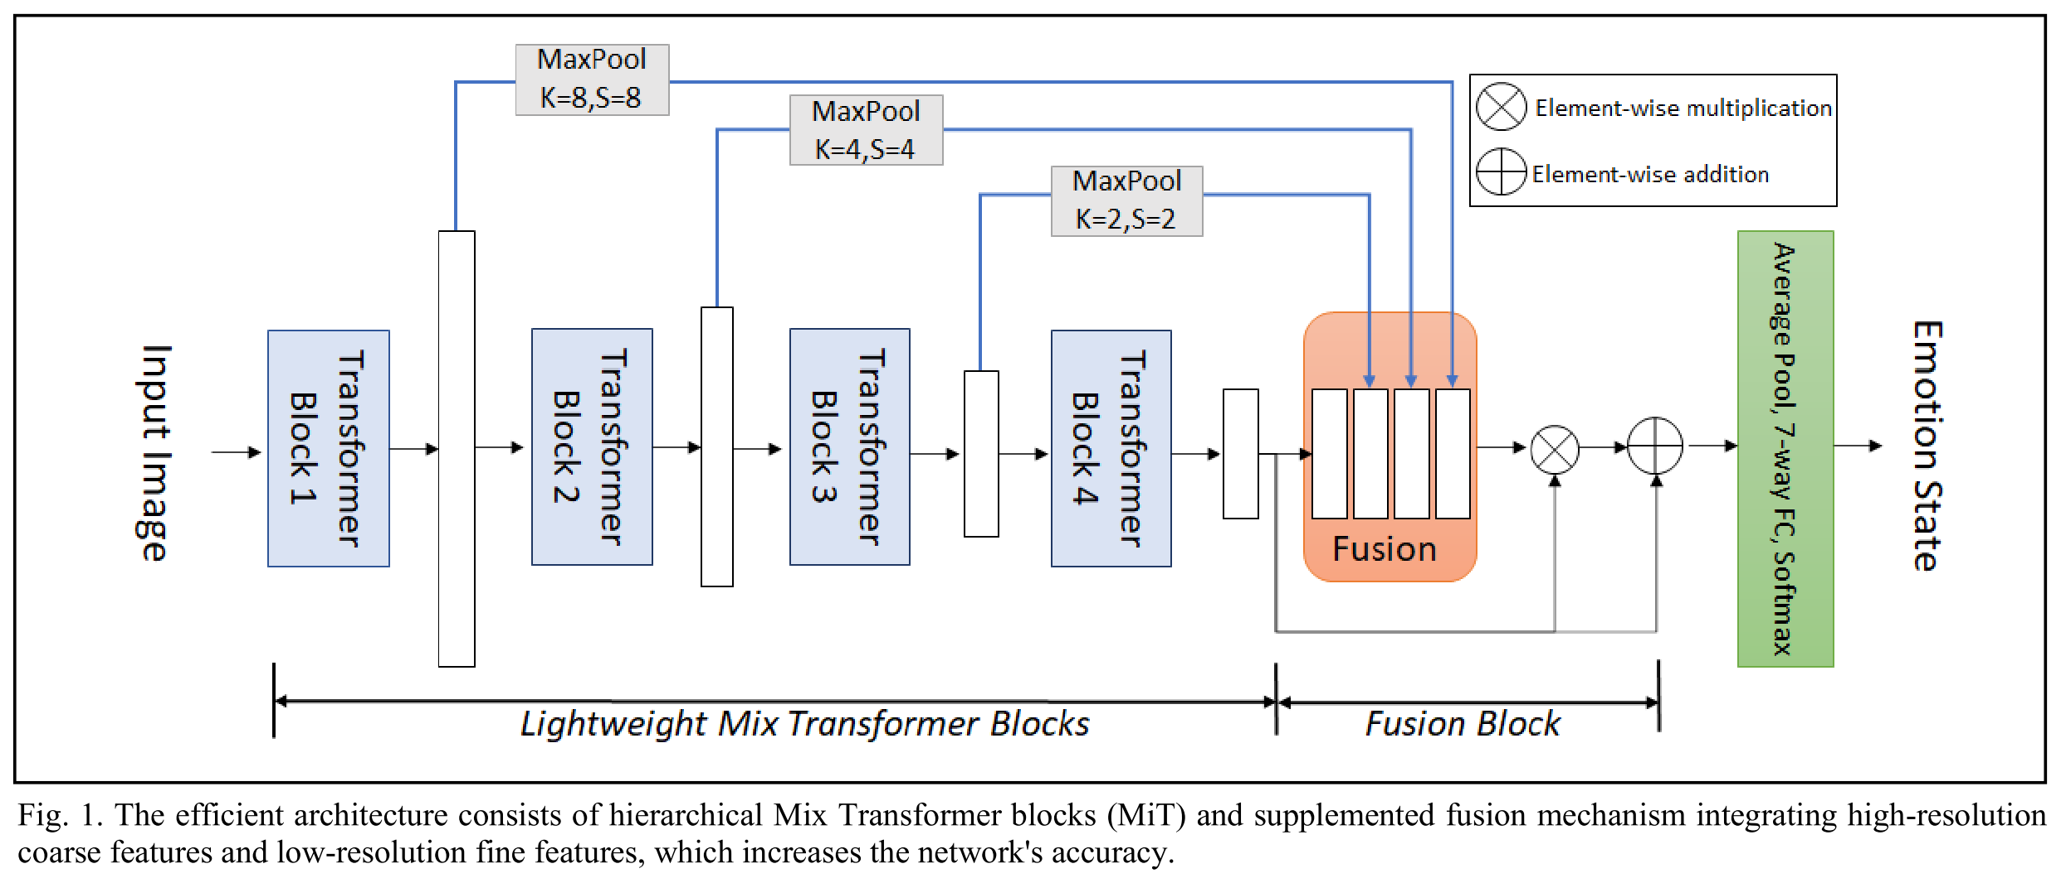 MaxPool
K=8,S=8
MaxPool
K=4,S=4
MaxPool
K=2,S=2
Element-wise multiplication
Element-wise addition
Input Image
Transformer
Block 1
Transformer
Block 2
Transformer
Block 3
Transformer
Block 4
Fusion
Average Pool, 7-way FC, Softmax
Emotion State
Lightweight Mix Transformer Blocks
Fusion Block
Fig. 1. The efficient architecture consists of hierarchical Mix Transformer blocks (MiT) and supplemented fusion mechanism integrating high-resolution
coarse features and low-resolution fine features, which increases the network's accuracy.